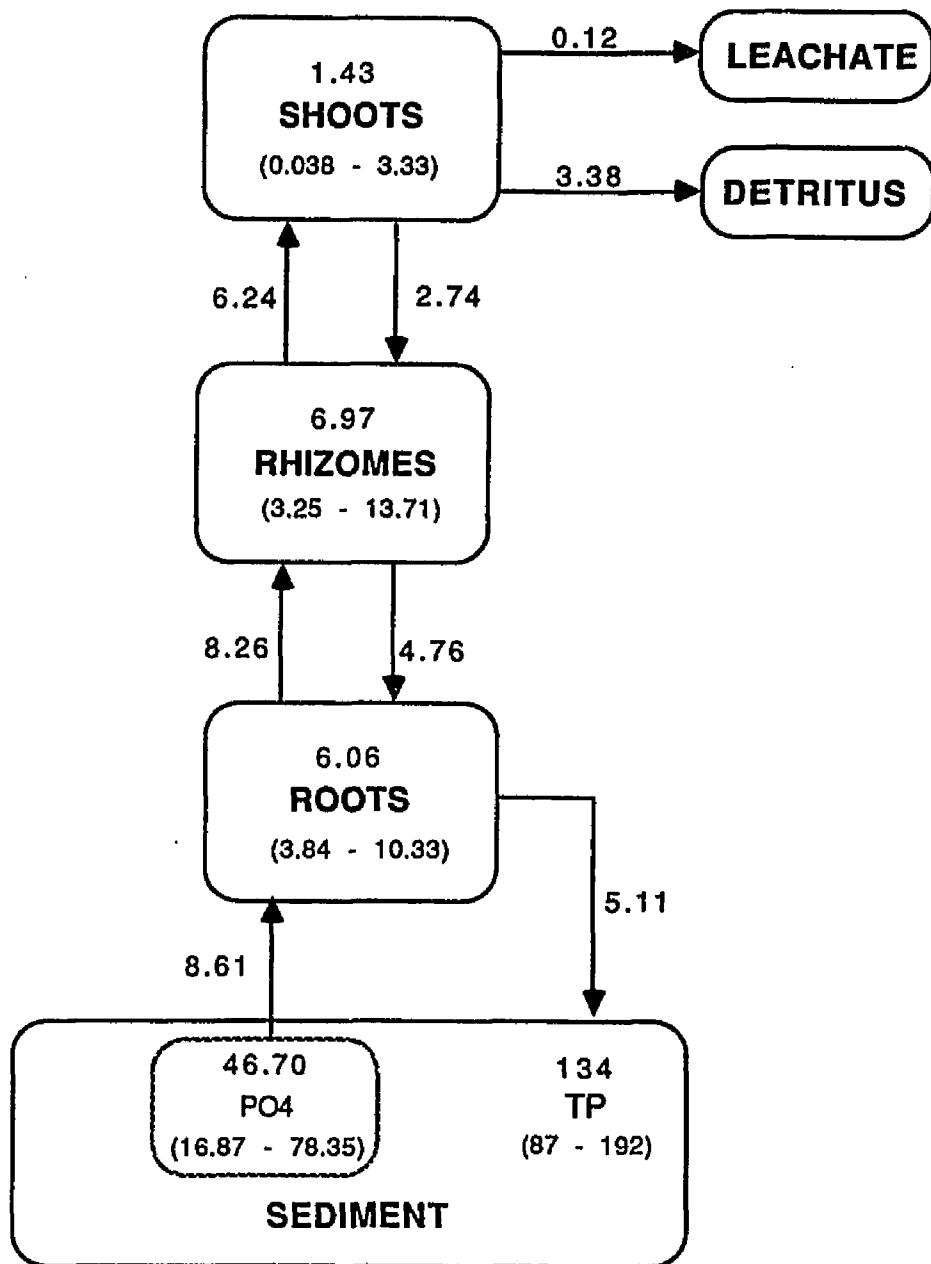 0.12
LEACHATE
1.43
SHOOTS
(0.038 - 3.33)
3.38
DETRITUS
6.24
2.74
6.97
RHIZOMES
(3.25 - 13.71)
8.26
4.76
6.06
ROOTS
(3.84 - 10.33)
5.11
8.61
46.70
PO4
(16.87 - 78.35)
134
TP
(87 - 192)
SEDIMENT